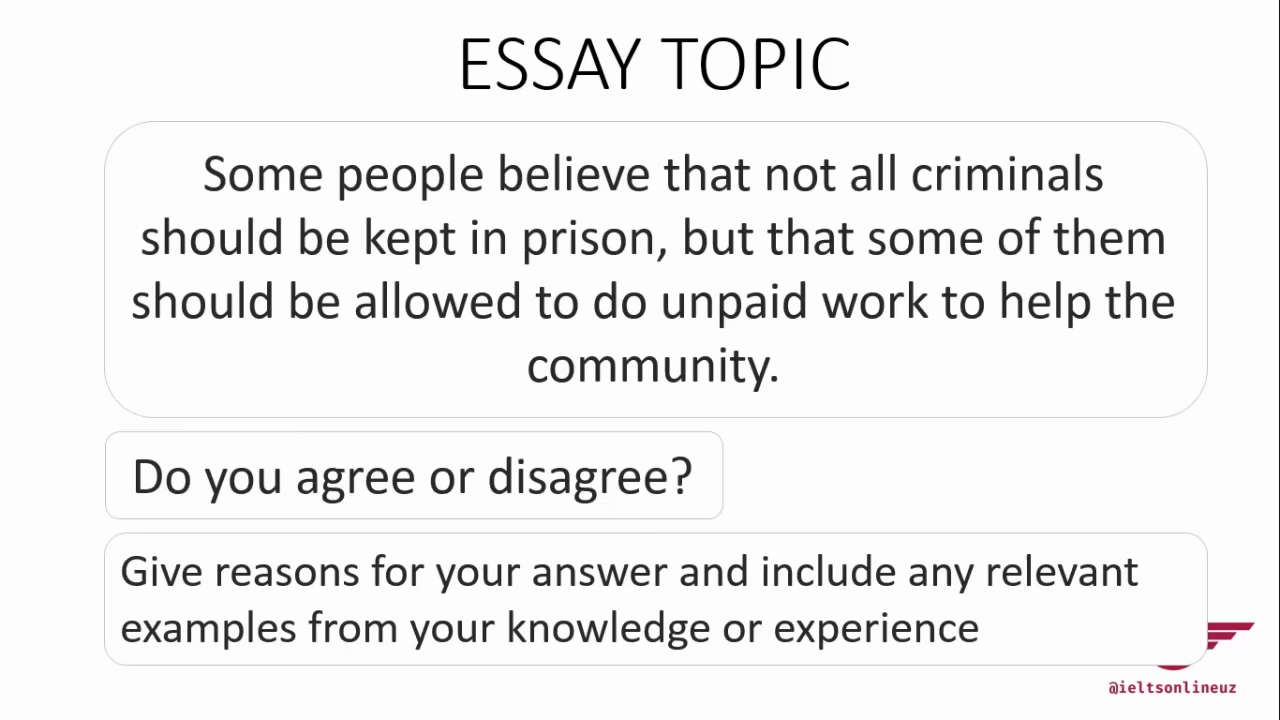 ESSAY TOPIC
Some people believe that not all criminals
should be kept in prison, but that some of them
should be allowed to do unpaid work to help the
community.
Do you agree or disagree?
Give reasons for your answer and include any relevant
examples from your knowledge or experience
@ieltsonlineuz